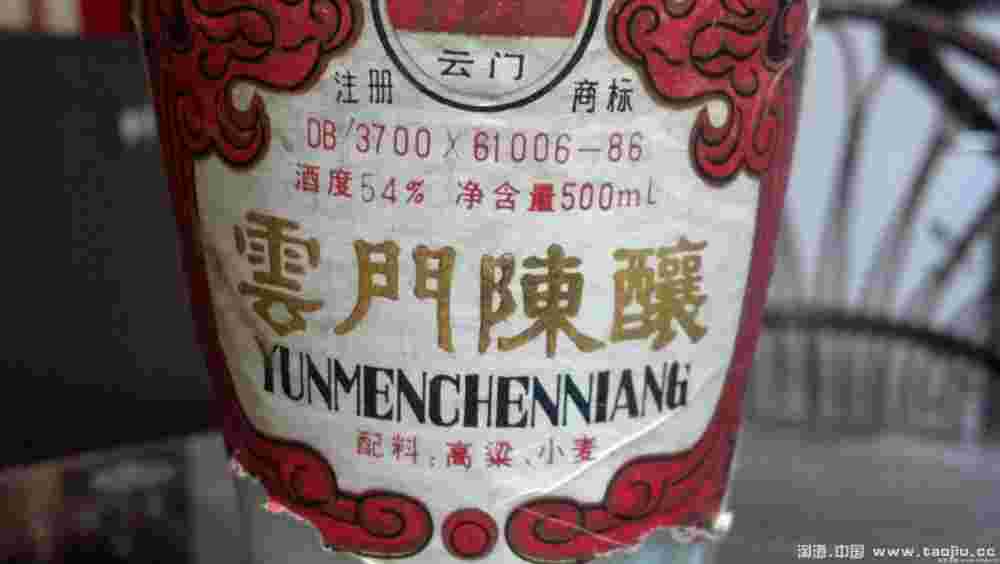 云门
注册 商标
DB/3700 X 61006-86
酒度54% 净含量500mL
雲門陳釀
YUNMENCHENNIANG
配料:高粱、小麦
淘酒.中国 www.taojiu.cc